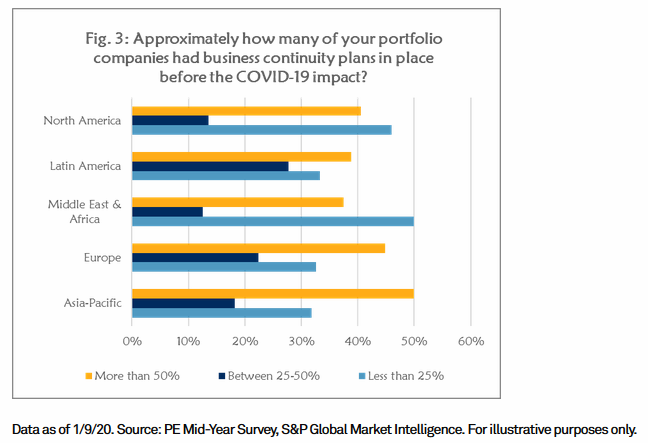 Fig. 3: Approximately how many of your portfolio
companies had business continuity plans in place
before the COVID-19 impact?
North America
Latin America
Middle East &
Africa
Europe
Asia-Pacific
0% 10% 20% 30% 40% 50% 60%
More than 50% Between 25-50% Less than 25%
Data as of 1/9/20. Source: PE Mid-Year Survey, S&P Global Market Intelligence. For illustrative purposes only.